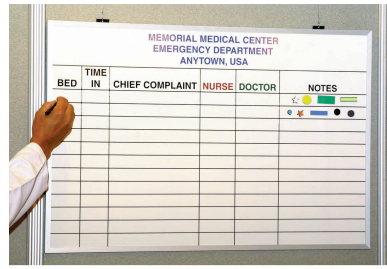 MEMORIAL MEDICAL CENTER
EMERGENCY DEPARTMENT
ANYTOWN, USA
BED TIME IN CHIEF COMPLAINT NURSE DOCTOR NOTES